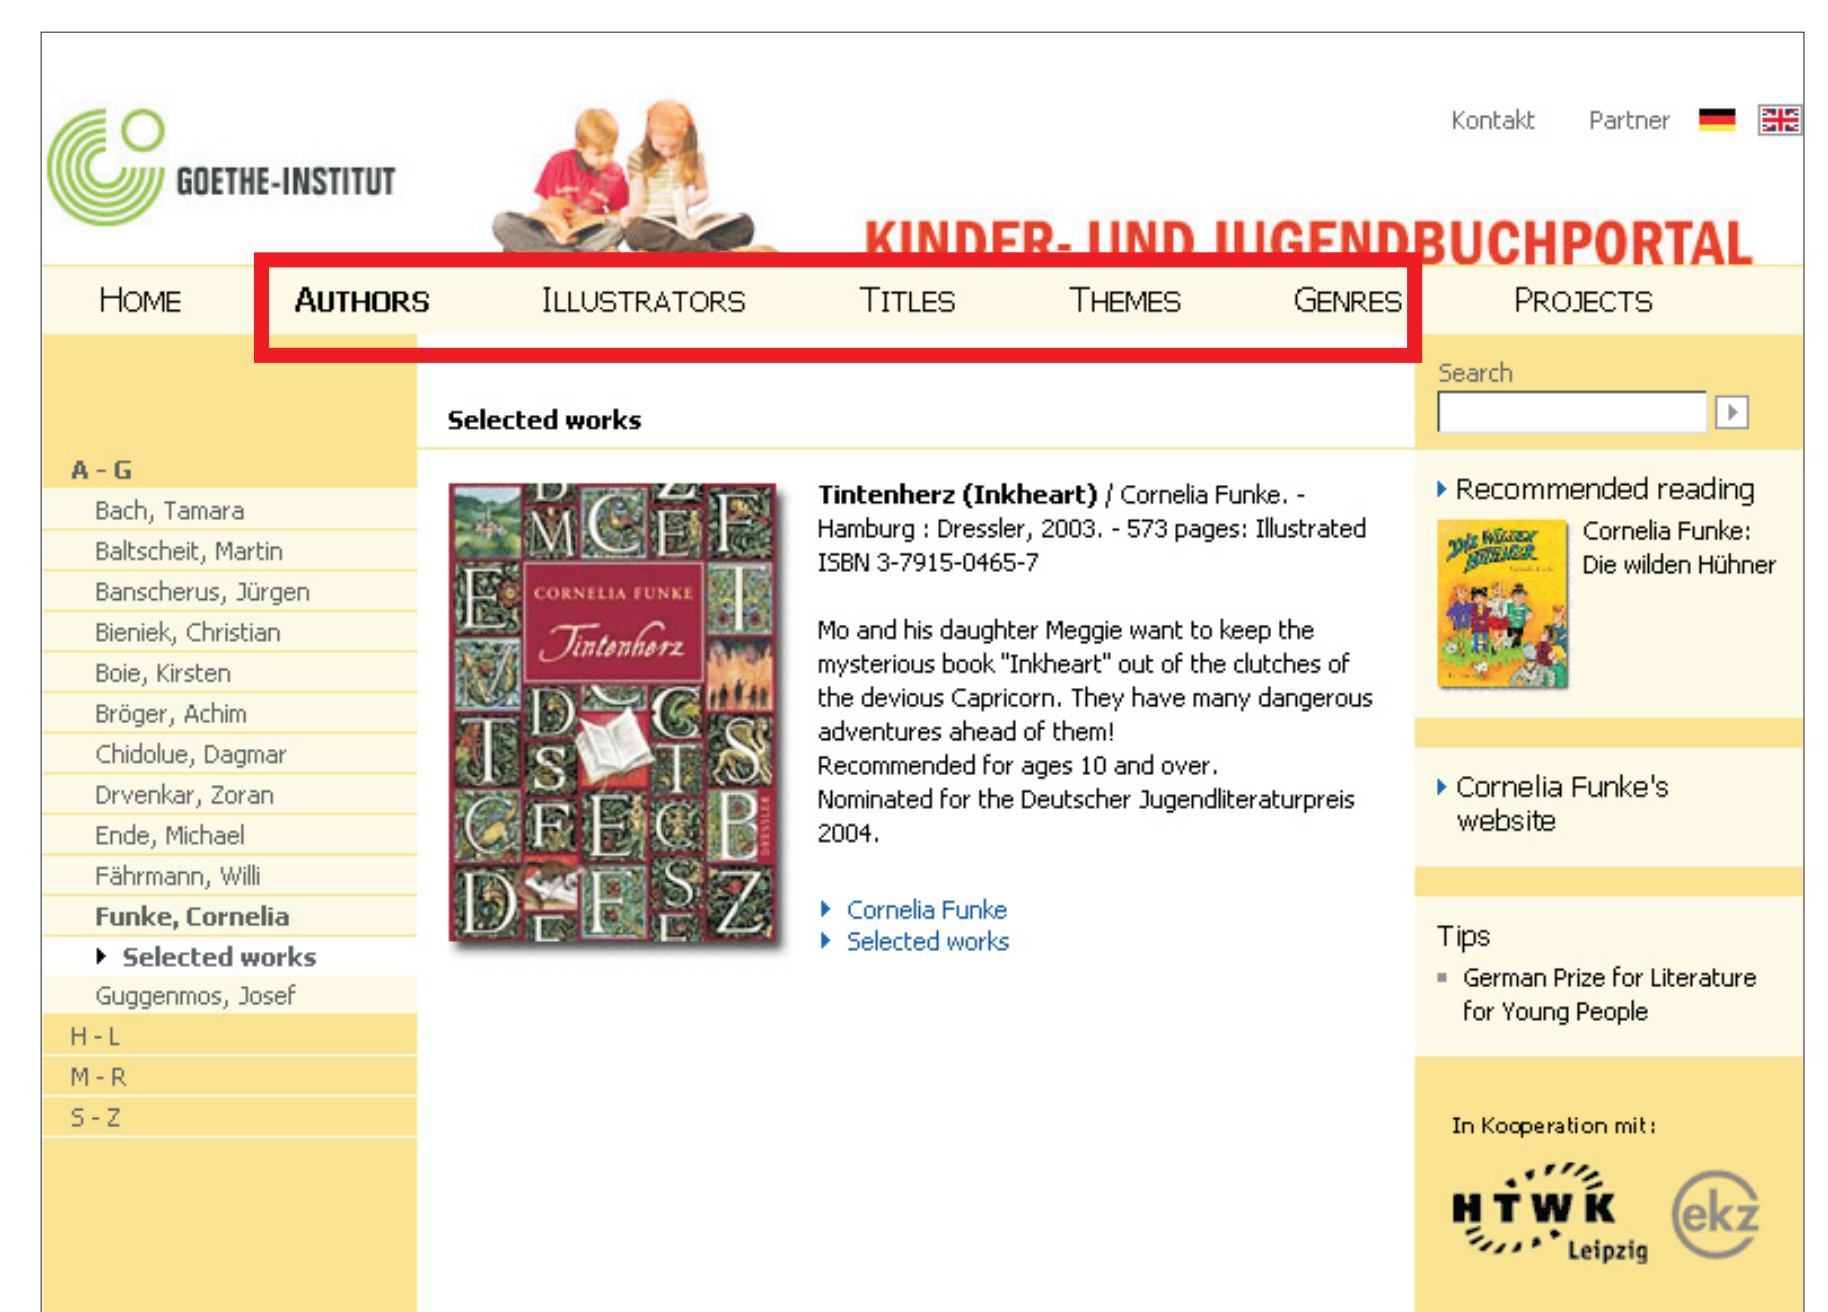 GOETHE-INSTITUT
Kontakt Partner
KINDER- UND JUGENDBUCHPORTAL
HOME AUTHORS ILLUSTRATORS TITLES THEMES GENRES PROJECTS
A - G
Bach, Tamara
Baltscheit, Martin
Banscherus, Jürgen
Bieniek, Christian
Boie, Kirsten
Bröger, Achim
Chidolue, Dagmar
Drvenkar, Zoran
Ende, Michael
Fährmann, Willi
Funke, Cornelia
Selected works
Guggenmos, Josef
H - L
M - R
S - Z
Selected works
CORNELIA FUNKE
Tintenherz
DRESSLER
Tintenherz (Inkheart) / Cornelia Funke. -
Hamburg : Dressler, 2003. - 573 pages: Illustrated
ISBN 3-7915-0465-7
Mo and his daughter Meggie want to keep the
mysterious book "Inkheart" out of the clutches of
the devious Capricorn. They have many dangerous
adventures ahead of them!
Recommended for ages 10 and over.
Nominated for the Deutscher Jugendliteraturpreis
2004.
Cornelia Funke
Selected works
Search
Recommended reading
DIE WILDEN
HÜHNER
Cornelia Funke:
Die wilden Hühner
Cornelia Funke's
website
Tips
German Prize for Literature
for Young People
In Kooperation mit:
HTWK
Leipzig
ekz